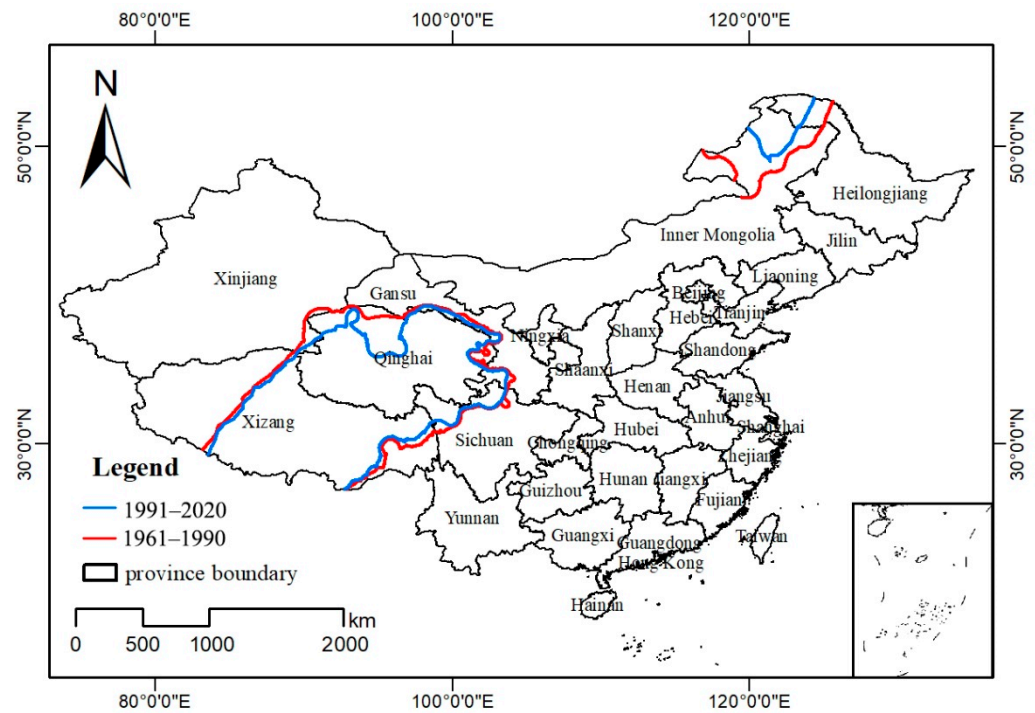 80°0'0"E 100°0'0"E 120°0'0"E
N
50°0'0"N 50°0'0"N
Heilongjiang
Inner Mongolia Jilin
Xinjiang Liaoning
Gansu Beijing
Hebei Tianjin
Ningxia Shanxi
Qinghai Shandong
Shaanxi
Henan Jiangsu
Xizang Anhui
Hubei Shanghai
30°0'0"N Sichuan Chongqing 30°0'0"N
Zhejiang
Legend
Hunan Jiangxi
Guizhou
Fujian
1991–2020
Yunnan
1961–1990 Guangxi Guangdong Taiwan
Hong Kong
province boundary
Hainan
km
0 500 1000 2000
80°0'0"E 100°0'0"E 120°0'0"E